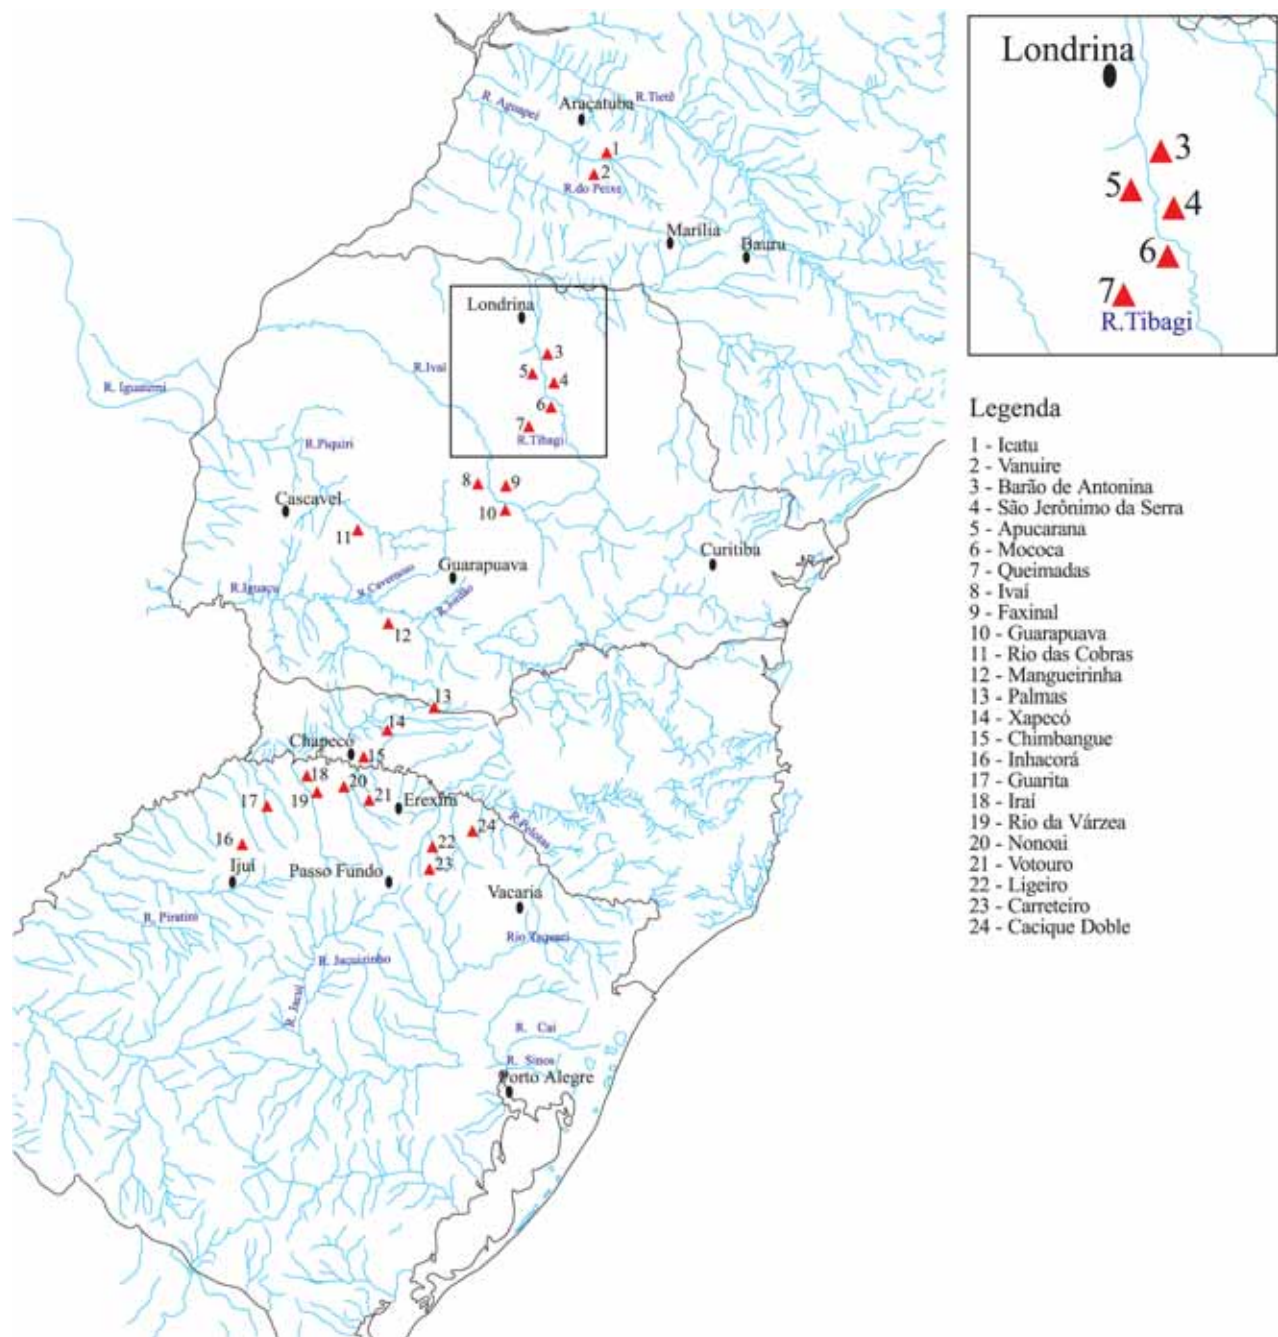 R.Tietê
R. Aguapeí
Araçatuba
1
2
R.do Peixe
Marília
Bauru
Londrina
3
5
4
6
7
R.Tibagi
R.Ivaí
R. Iguatemi
R.Piquiri
8
9
10
Cascavel
11
Curitiba
Guarapuava
R.Iguaçu
R.Cavernoso
R.Jordão
12
13
14
Chapecó
15
18
20
19
21
17
Erexim
24
R.Pelotas
16
22
23
Ijuí
Passo Fundo
Vacaria
R. Piratini
Rio Taquari
R. Jacuizinho
R. Jacuí
R. Caí
R. Sinos
Porto Alegre
Londrina
3
5
4
6
7
R.Tibagi
Legenda
1 - Icatu
2 - Vanuire
3 - Barão de Antonina
4 - São Jerônimo da Serra
5 - Apucarana
6 - Mococa
7 - Queimadas
8 - Ivaí
9 - Faxinal
10 - Guarapuava
11 - Rio das Cobras
12 - Mangueirinha
13 - Palmas
14 - Xapecó
15 - Chimbangue
16 - Inhacorá
17 - Guarita
18 - Iraí
19 - Rio da Várzea
20 - Nonoai
21 - Votouro
22 - Ligeiro
23 - Carreteiro
24 - Cacique Doble